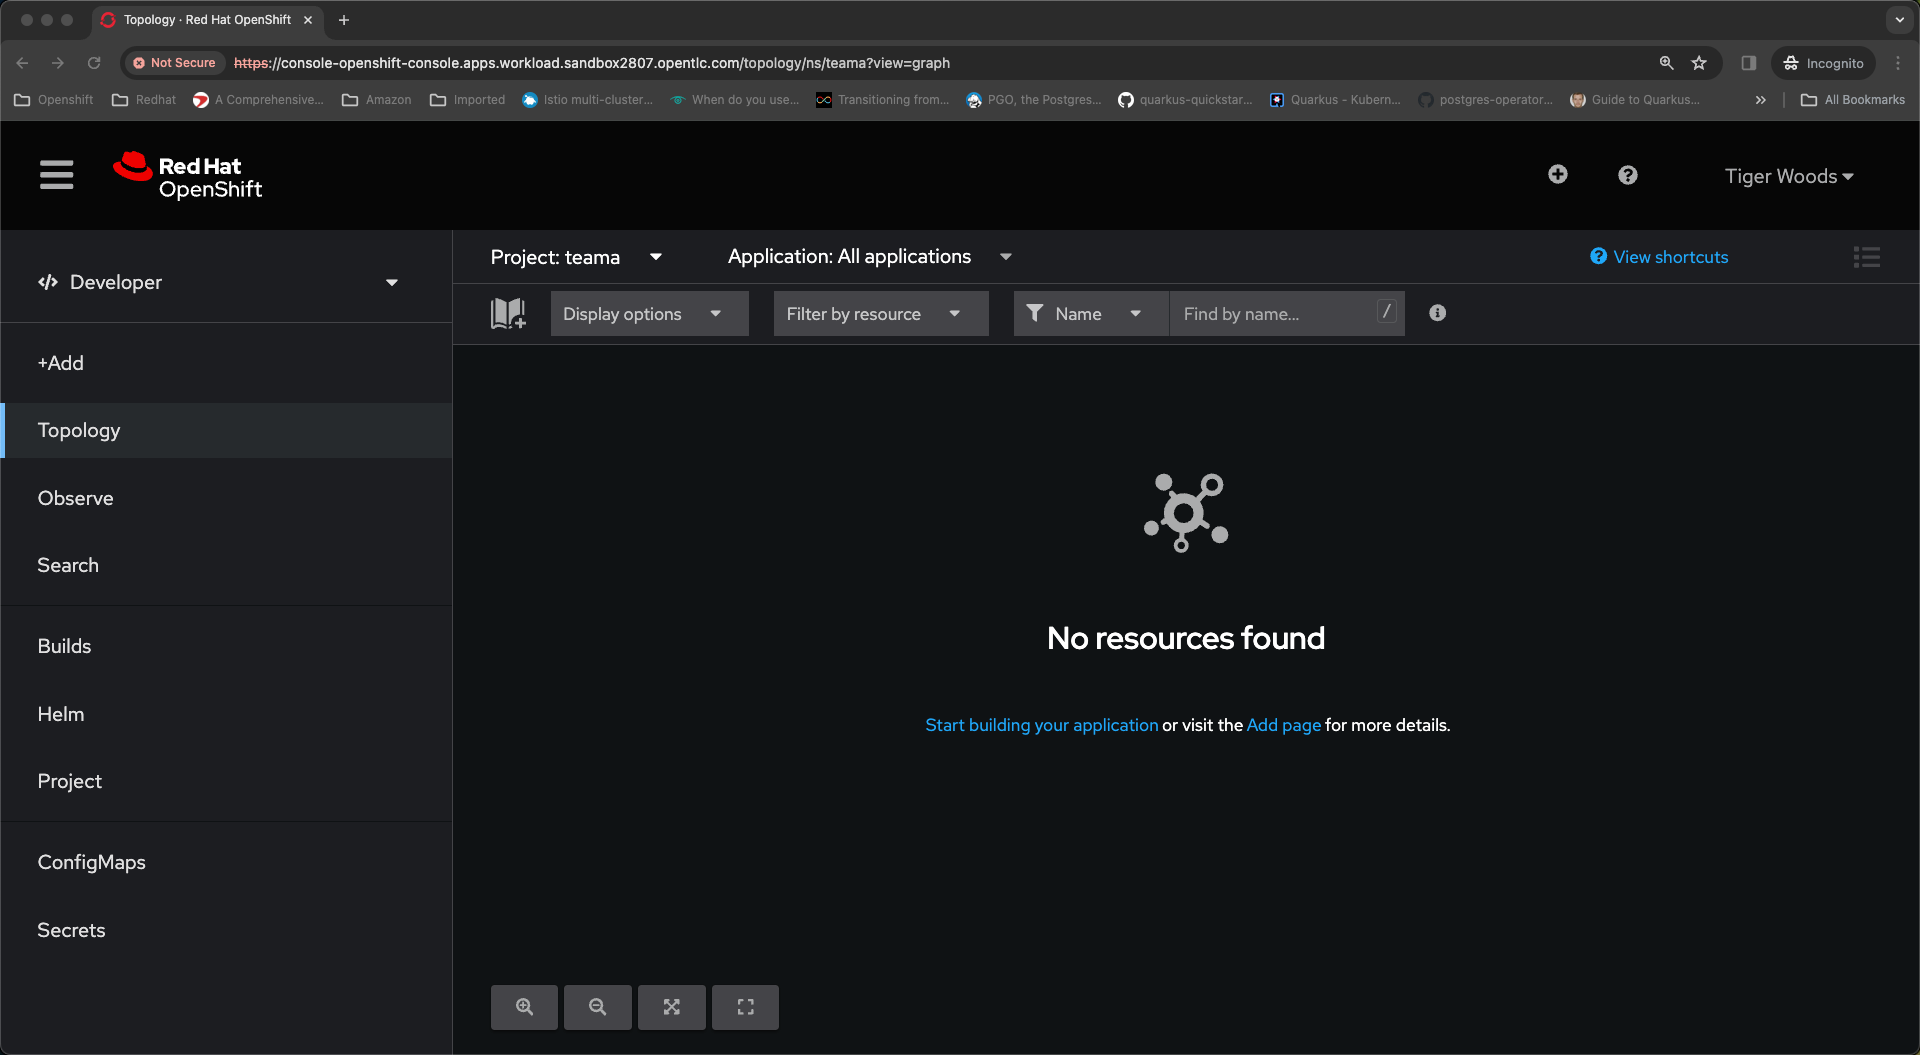 Topology · Red Hat OpenShift
Not Secure https://console-openshift-console.apps.workload.sandbox2807.opentlc.com/topology/ns/teama?view=graph
Incognito
Openshift Redhat A Comprehensive... Amazon Imported Istio multi-cluster... When do you use... Transitioning from... PGO, the Postgres... quarkus-quickstar... Quarkus - Kubern... postgres-operator... Guide to Quarkus... » All Bookmarks
Red Hat
OpenShift
Tiger Woods
Developer
Project: teama
Application: All applications
View shortcuts
Display options
Filter by resource
Name
Find by name...
/
+Add
Topology
Observe
Search
Builds
Helm
Project
ConfigMaps
Secrets
No resources found
Start building your application or visit the Add page for more details.